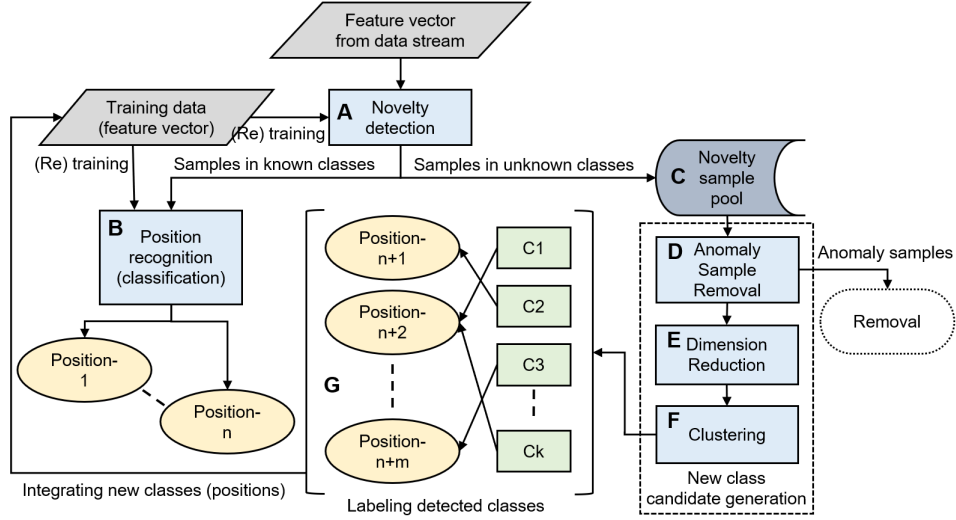 Feature vector
from data stream
Training data
(feature vector)
(Re) training
A
Novelty
detection
(Re) training
Samples in known classes
Samples in unknown classes
C
Novelty
sample
pool
B
Position
recognition
(classification)
Position-
1
Position-
n
Position-
n+1
Position-
n+2
G
Position-
n+m
C1
C2
C3
Ck
D
Anomaly
Sample
Removal
Anomaly samples
Removal
E
Dimension
Reduction
F
Clustering
New class
candidate generation
Integrating new classes (positions)
Labeling detected classes